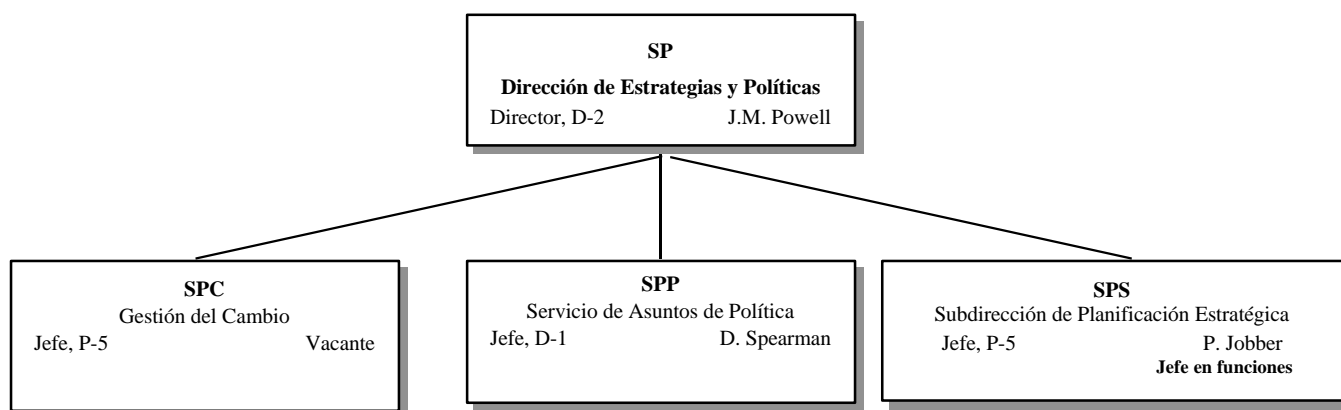 SP
Dirección de Estrategias y Políticas
Director, D-2 J.M. Powell
SPC
Gestión del Cambio
Jefe, P-5 Vacante
SPP
Servicio de Asuntos de Política
Jefe, D-1 D. Spearman
SPS
Subdirección de Planificación Estratégica
Jefe, P-5 P. Jobber
Jefe en funciones